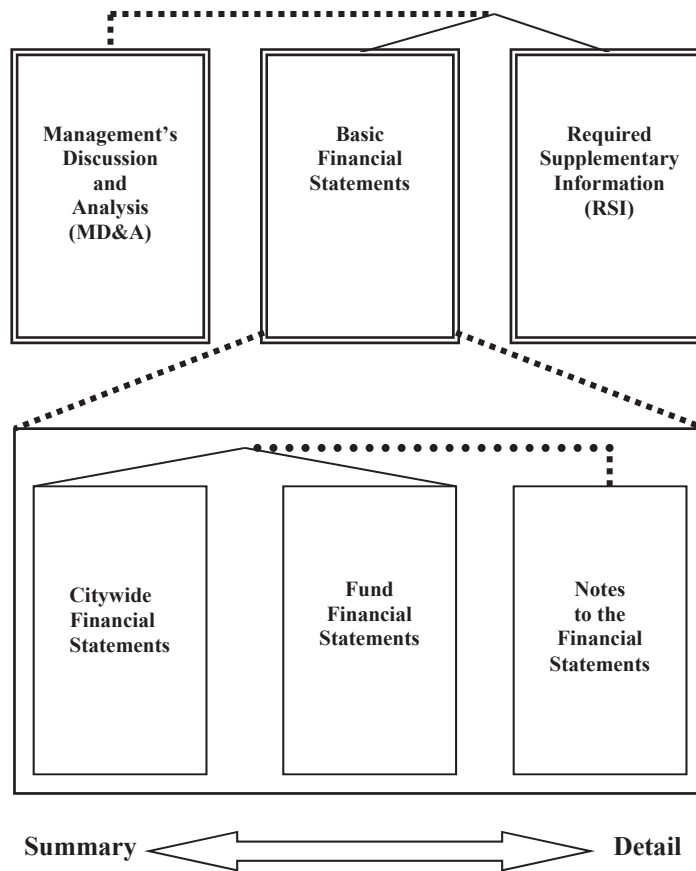 Management’s
Discussion
and
Analysis
(MD&A)
Basic
Financial
Statements
Required
Supplementary
Information
(RSI)
Citywide
Financial
Statements
Fund
Financial
Statements
Notes
to the
Financial
Statements
Summary
Detail